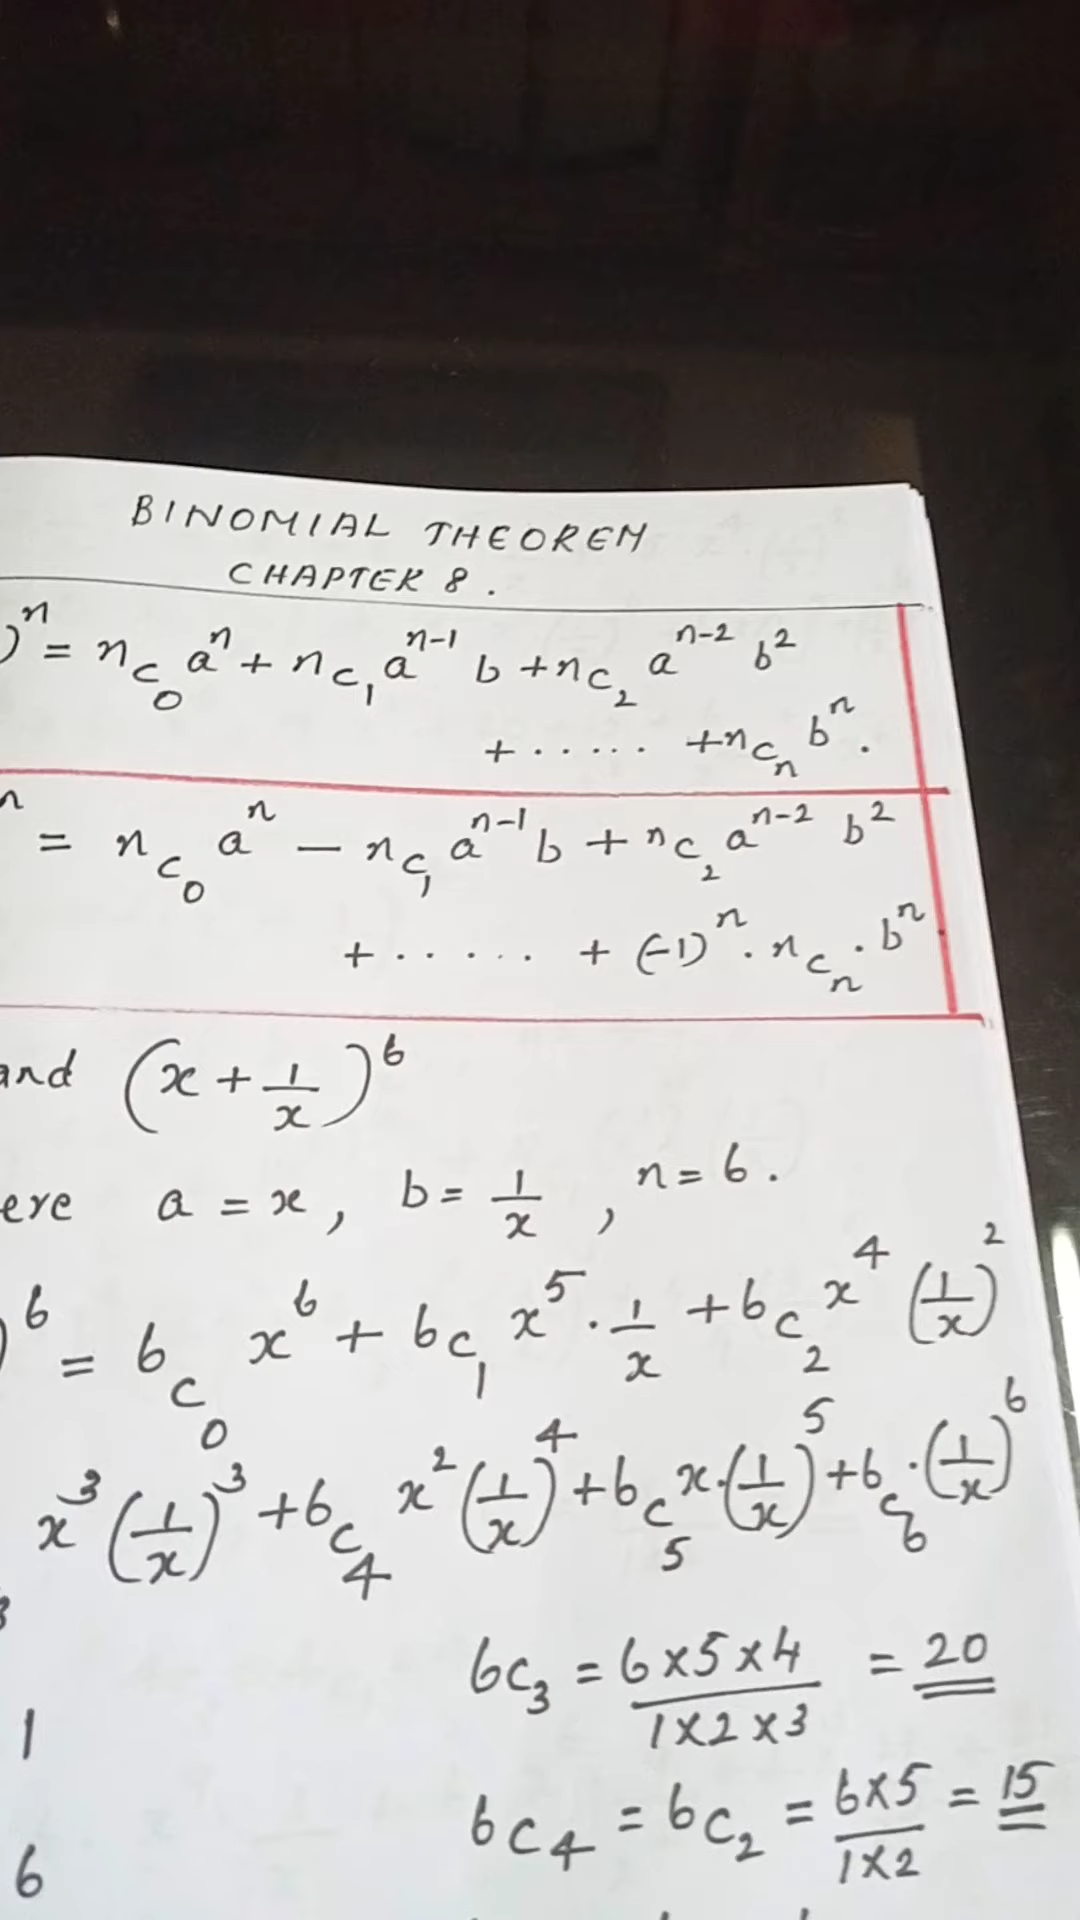 BINOMIAL THEOREM
CHAPTER 8.
)ⁿ = nC₀ aⁿ + nC₁ aⁿ⁻¹ b + nC₂ aⁿ⁻² b²
+ ..... + nCₙ bⁿ.
n = nC₀ aⁿ − nC₁ aⁿ⁻¹ b + nC₂ aⁿ⁻² b²
+ ..... + (−1)ⁿ . nCₙ . bⁿ
and (x + 1/x)⁶
ere a = x, b = 1/x, n = 6.
)⁶ = 6C₀ x⁶ + 6C₁ x⁵ . 1/x + 6C₂ x⁴ (1/x)²
x³ (1/x)³ + 6C₄ x² (1/x)⁴ + 6C₅ x . (1/x)⁵ + 6C₆ . (1/x)⁶
6C₃ = 6×5×4 / 1×2×3 = 20
1
6C₄ = 6C₂ = 6×5 / 1×2 = 15
6